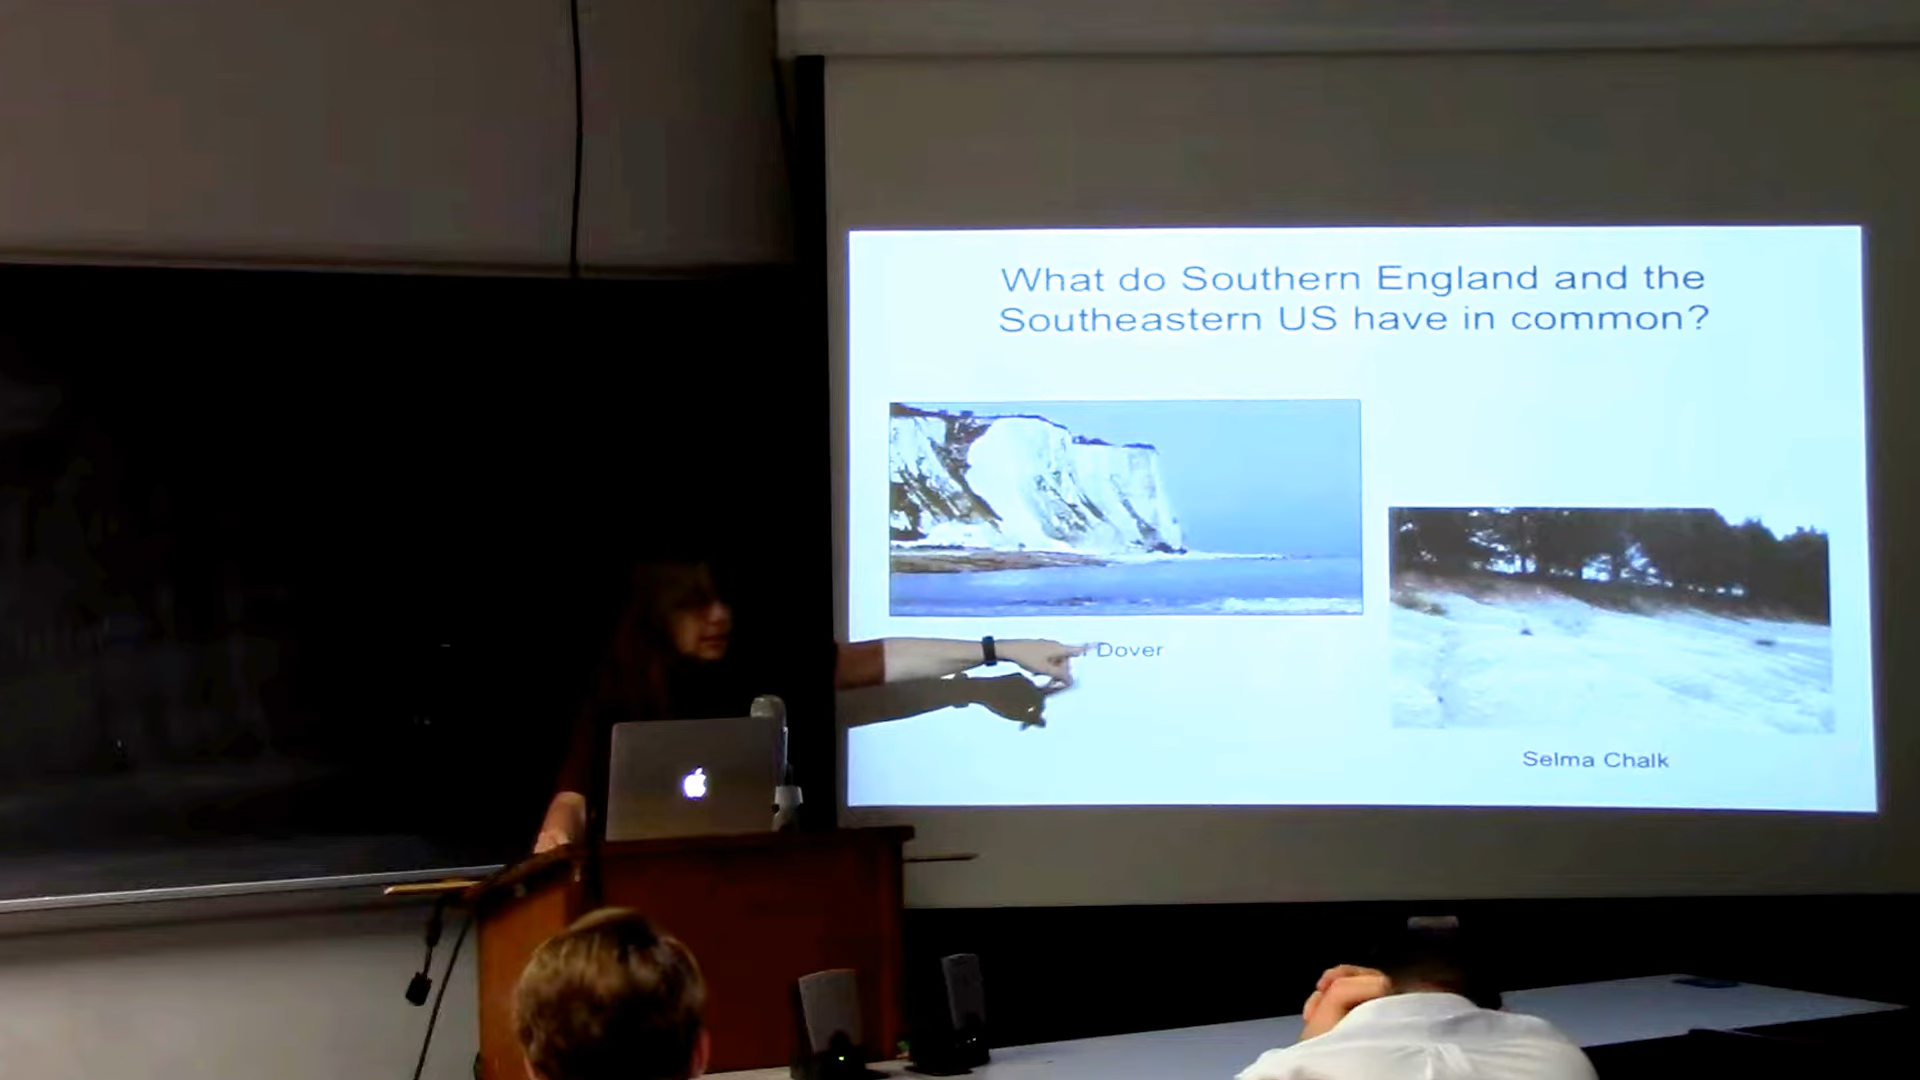 What do Southern England and the
Southeastern US have in common?
Dover
Selma Chalk